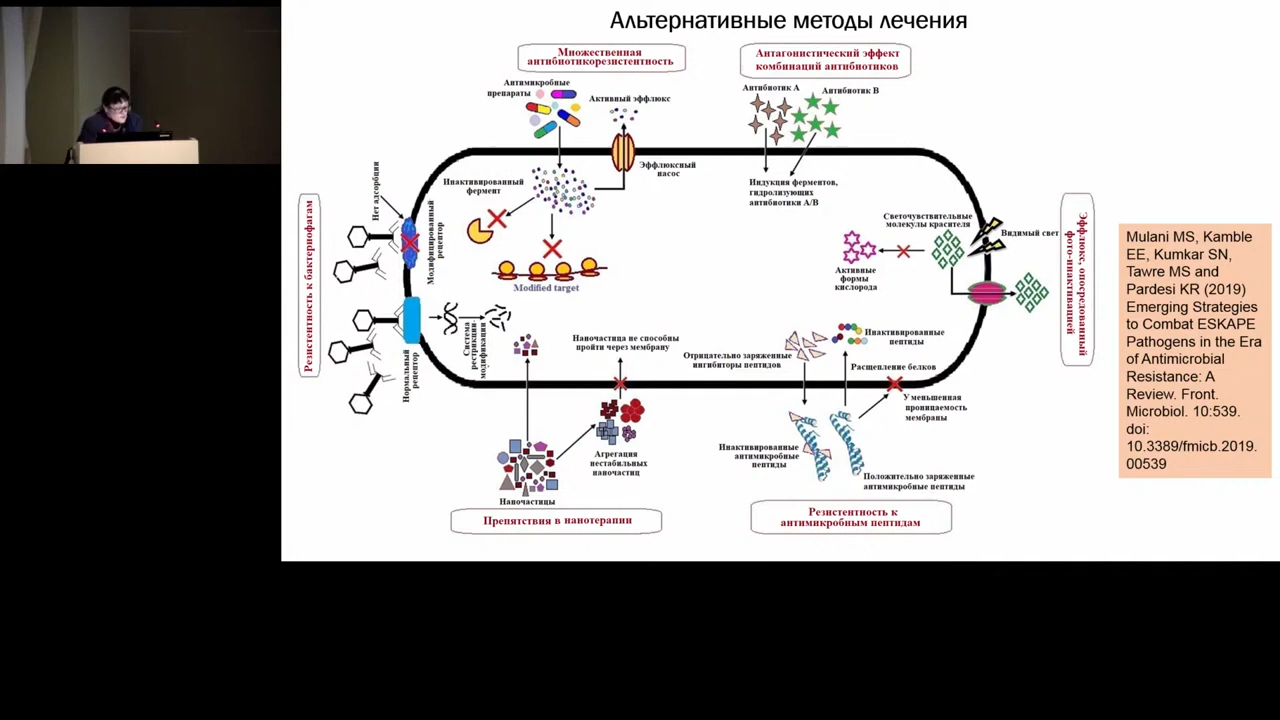 Альтернативные методы лечения
Множественная
антибиотикорезистентность
Антагонистический эффект
комбинаций антибиотиков
Антимикробные
препараты
Активный эффлюкс
Антибиотик А
Антибиотик В
Эффлюксный
насос
Инактивированный
фермент
Modified target
Индукция ферментов,
гидролизующих
антибиотики А/В
Светочувствительные
молекулы красителя
Видимый свет
Активные
формы
кислорода
Эффлюкс, опосредованный
фото-инактивацией
Резистентность к бактериофагам
Нет адсорбции
Модифицированный
рецептор
Нормальный
рецептор
Система
рестрикции-
модификации
Наночастица не способны
пройти через мембрану
Отрицательно заряженные
ингибиторы пептидов
Инактивированные
пептиды
Расщепление белков
Уменьшенная
проницаемость
мембраны
Агрегация
нестабильных
наночастиц
Наночастицы
Инактивированные
антимикробные
пептиды
Положительно заряженные
антимикробные пептиды
Препятствия в нанотерапии
Резистентность к
антимикробным пептидам
Mulani MS, Kamble
EE, Kumkar SN,
Tawre MS and
Pardesi KR (2019)
Emerging Strategies
to Combat ESKAPE
Pathogens in the Era
of Antimicrobial
Resistance: A
Review. Front.
Microbiol. 10:539.
doi:
10.3389/fmicb.2019.
00539